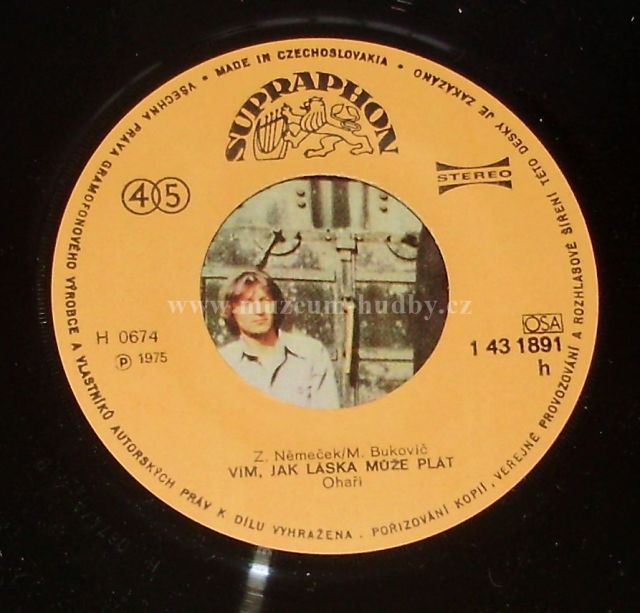 VŠECHNA PRÁVA GRAMOFONOVÉHO VÝROBCE A VLASTNÍKŮ AUTORSKÝCH PRÁV K DÍLU VYHRAŽENA . POŘIZOVÁNÍ KOPIÍ, VEŘEJNÉ PROVOZOVÁNÍ A ROZHLASOVÉ ŠÍŘENÍ TÉTO DESKY JE ZAKÁZÁNO
• MADE IN CZECHOSLOVAKIA •
SUPRAPHON
STEREO
45
www.muzeum-hudby.cz
OSA
H 0674
1 43 1891
Ⓟ 1975
h
Z. Němeček/M. Bukovič
VIM, JAK LÁSKA MŮŽE PLÁT
Ohaři